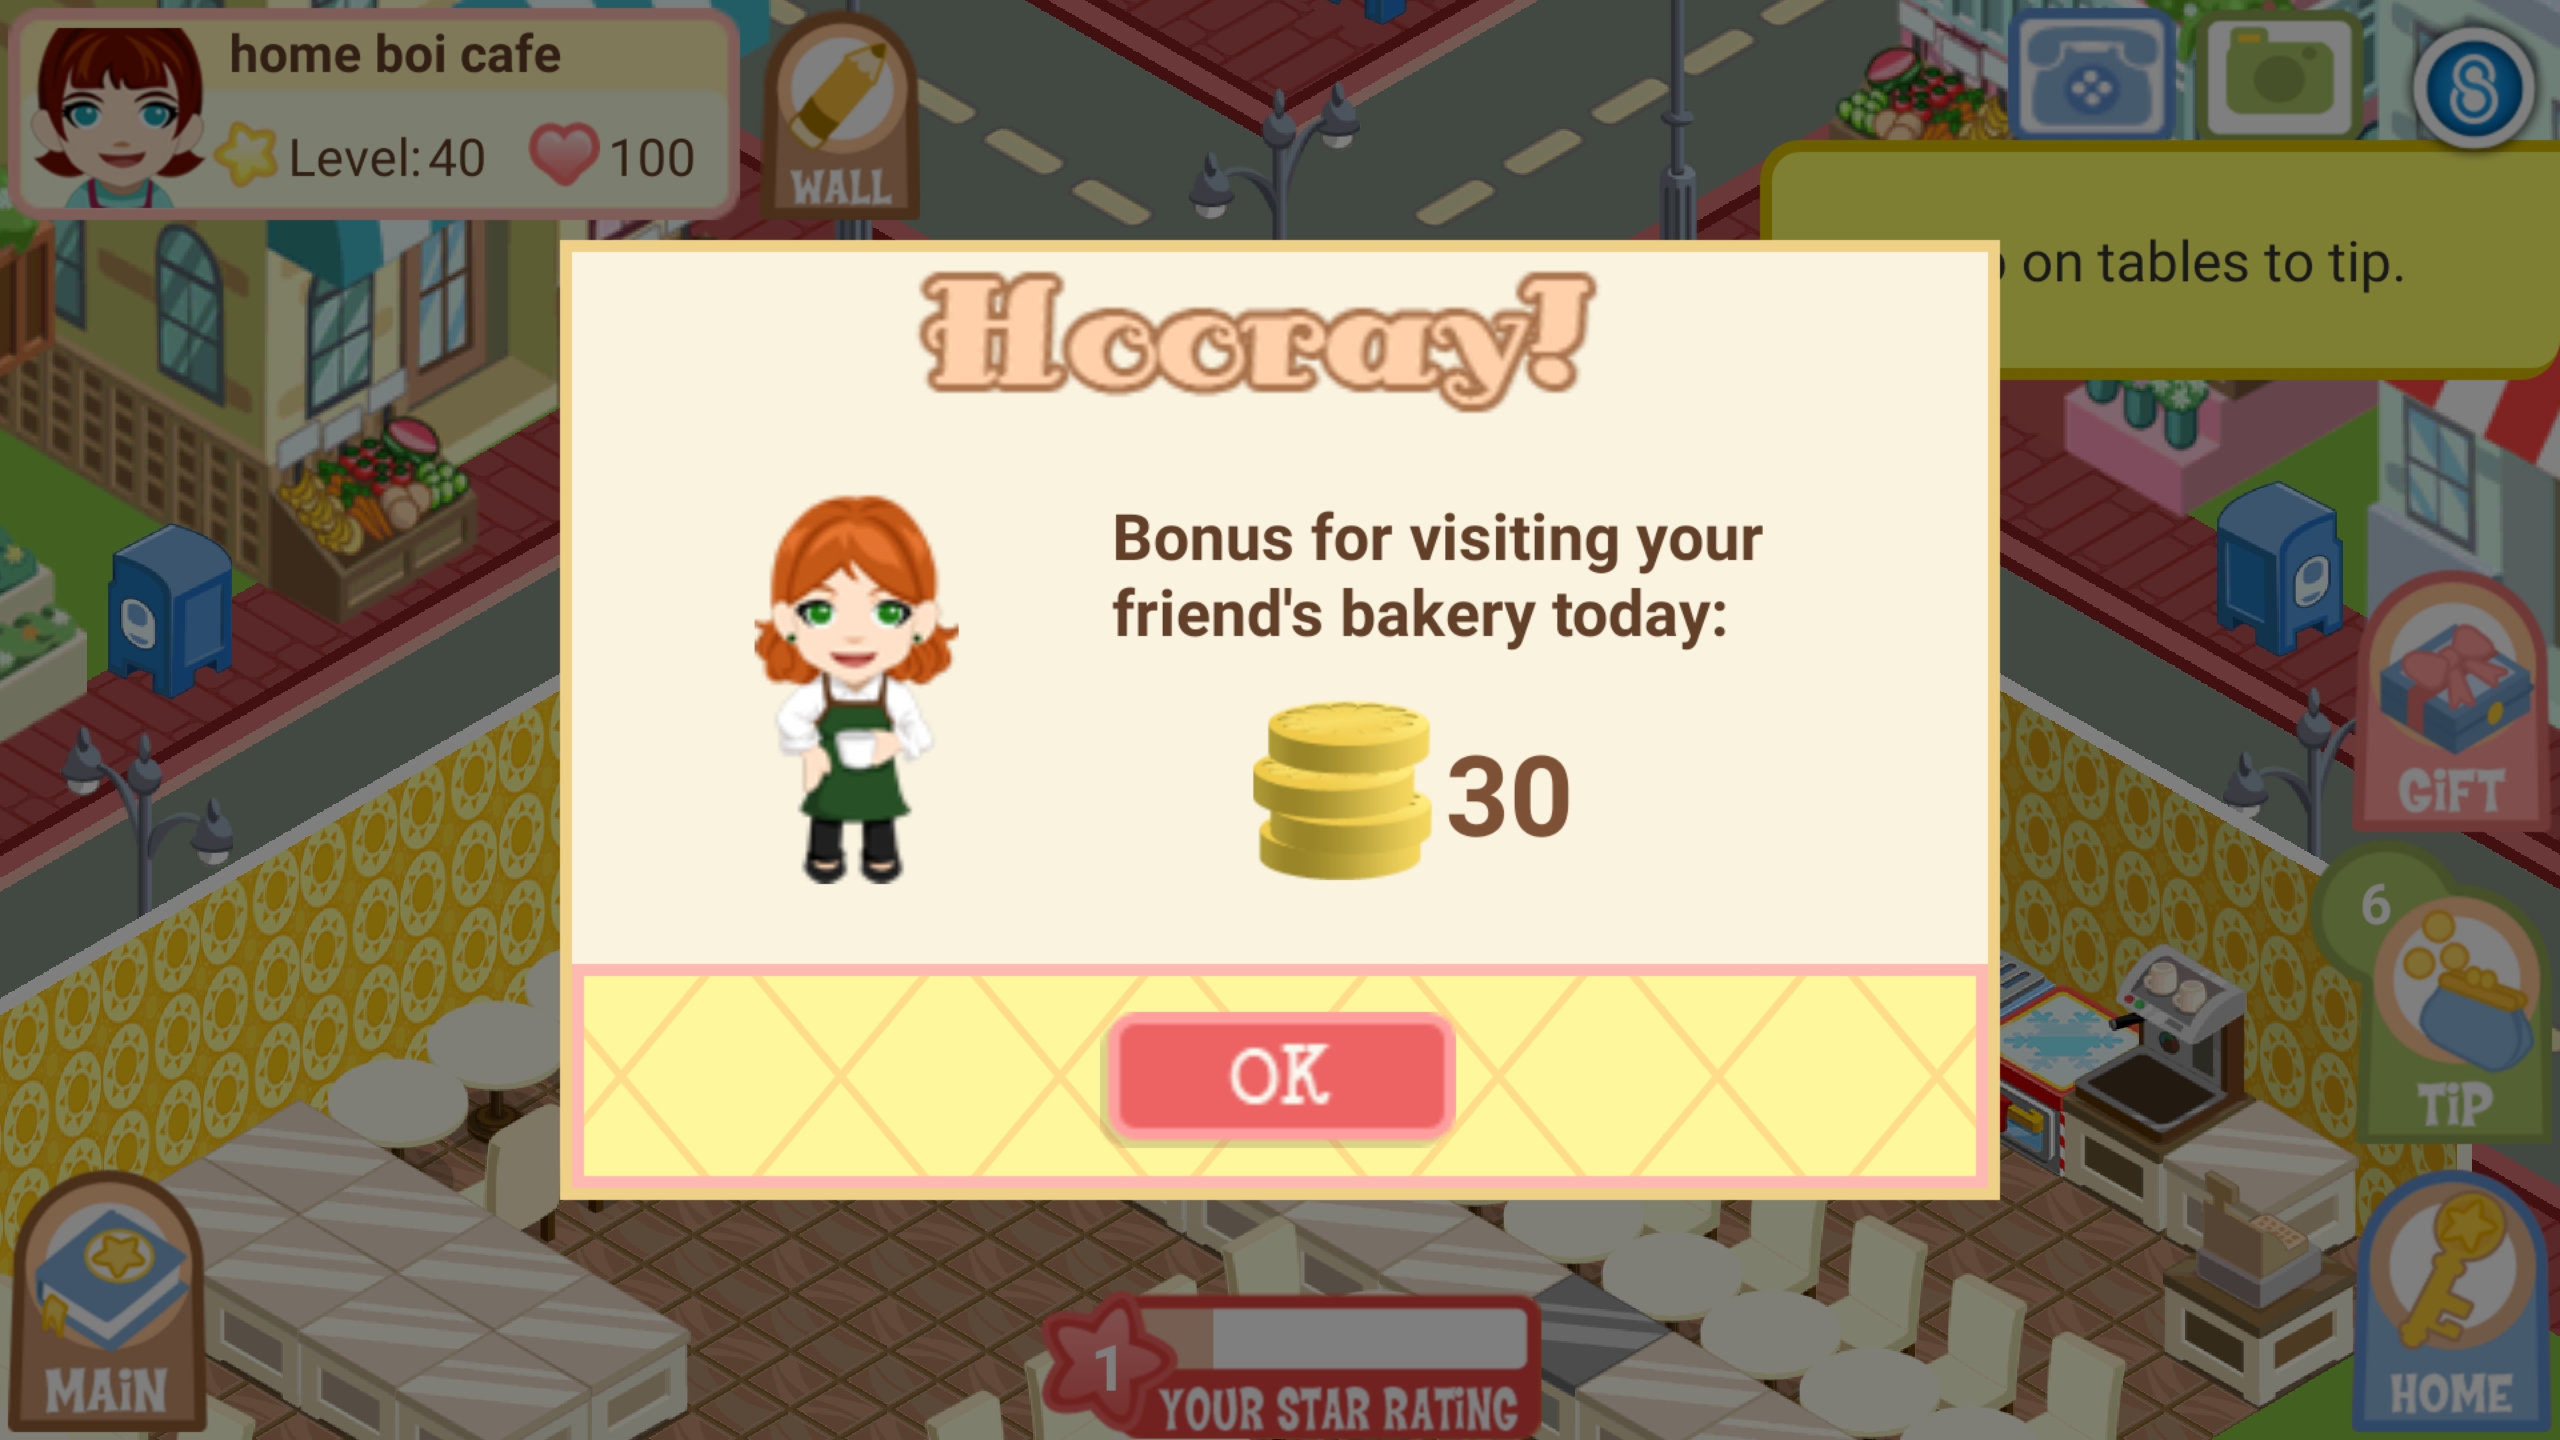 home boi cafe
Level: 40
100
WALL
on tables to tip.
Hooray!
Bonus for visiting your
friend's bakery today:
30
OK
GiFT
6
TiP
MAiN
1
YOUR STAR RATiNG
HOME